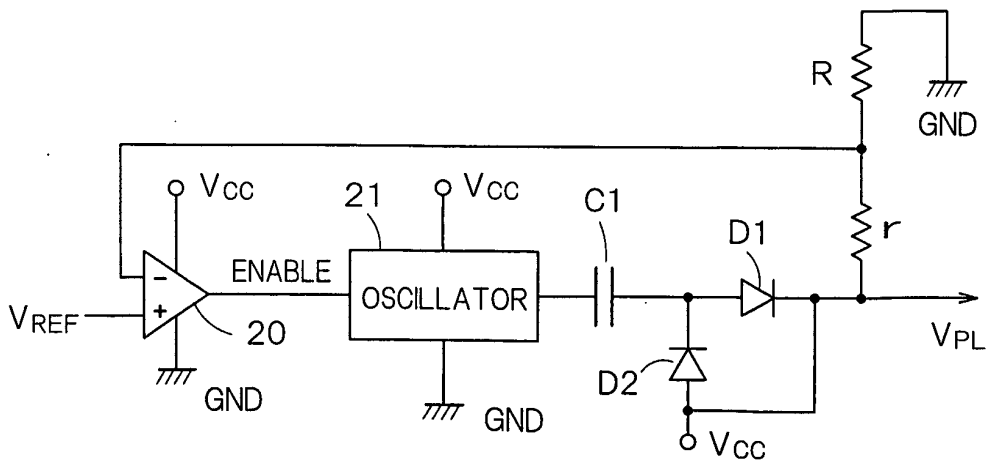 R
GND
VCC
21
VCC
C1
r
D1
ENABLE
OSCILLATOR
-
+
VREF
20
VPL
D2
GND
GND
VCC